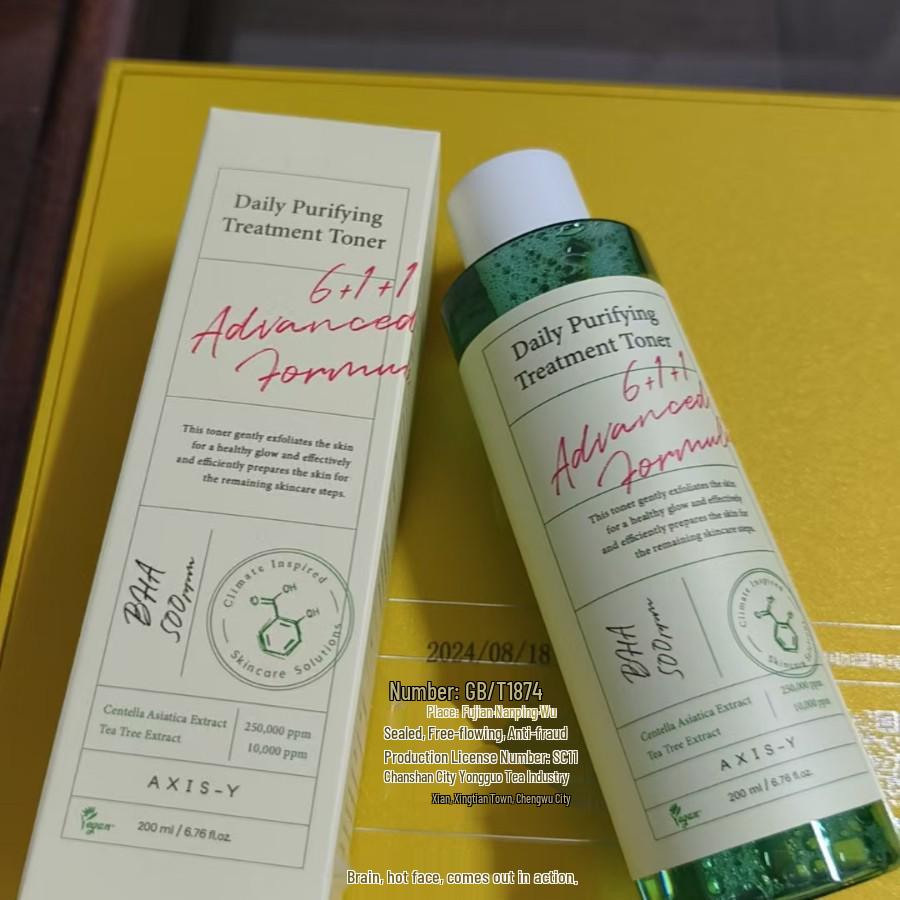 Daily Purifying
Treatment Toner
6+1+1
Advanced
Formul
This toner gently exfoliates the skin
for a healthy glow and effectively
and efficiently prepares the skin for
the remaining skincare steps.
BHA
500ppm
Climate Inspired
Skincare Solutions
OH
O
OH
Centella Asiatica Extract 250,000 ppm
Tea Tree Extract 10,000 ppm
AXIS-Y
Vegan
200 ml / 6.76 fl.oz.
Daily Purifying
Treatment Toner
6+1+1
Advanced
Formul
This toner gently exfoliates the skin
for a healthy glow and effectively
and efficiently prepares the skin for
the remaining skincare steps.
BHA
500ppm
Climate Inspired
Skincare
Centella Asiatica Extract 250,000 ppm
Tea Tree Extract 10,000 ppm
AXIS-Y
Vegan
200 ml / 6.76 fl.oz.
2024/08/18
Number: GB/T1874
Place: Fujian-Nanping-Wu
Sealed, Free-flowing, Anti-fraud
Production License Number: SC11
Chanshan City Yongguo Tea Industry
Xian, Xingtian Town, Chengwu City
Brain, hot face, comes out in action.